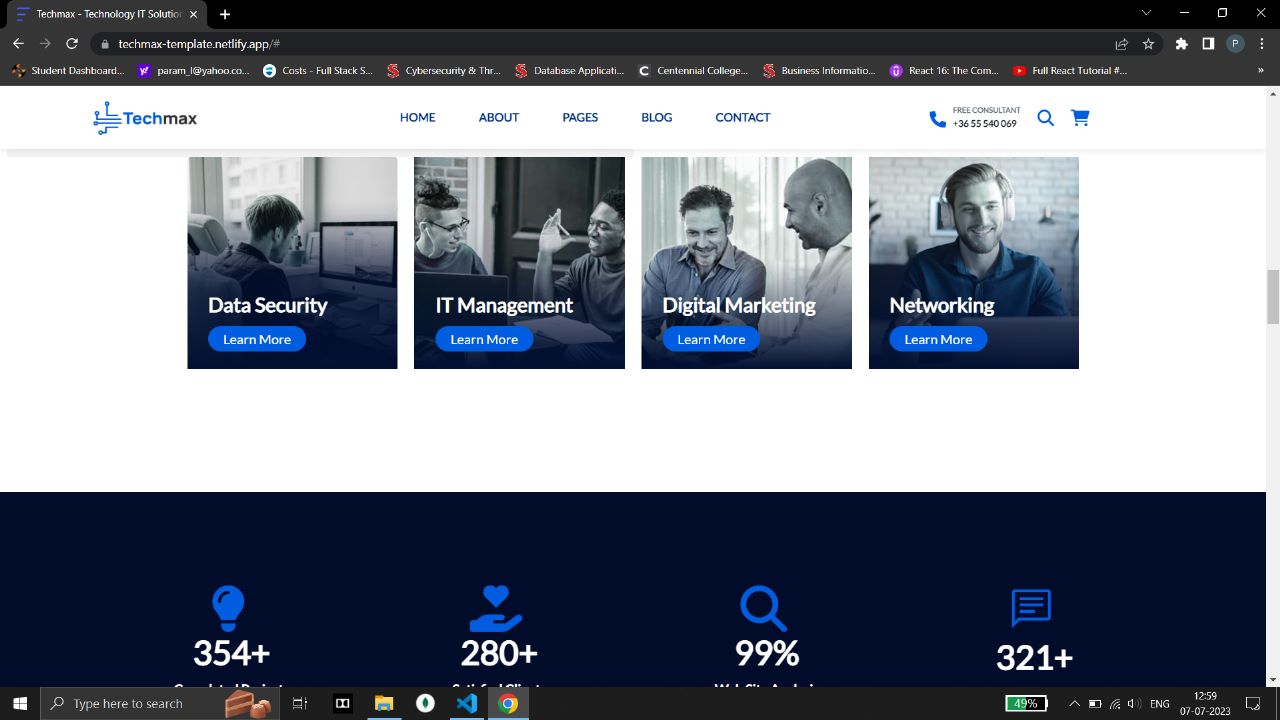 Techmax - Technology IT Solution
techmax-template.netlify.app/#
P
Student Dashboard...
param_l@yahoo.co...
Costs - Full Stack S...
Cybersecurity & Thr...
Database Applicati...
Centennial College...
Business Informatio...
React 16: The Com...
Full React Tutorial #...
»
Techmax
HOME
ABOUT
PAGES
BLOG
CONTACT
FREE CONSULTANT
+36 55 540 069
Data Security
IT Management
Digital Marketing
Networking
Learn More
Learn More
Learn More
Learn More
354+
280+
99%
321+
Type here to search
49%
ENG
12:59
07-07-2023